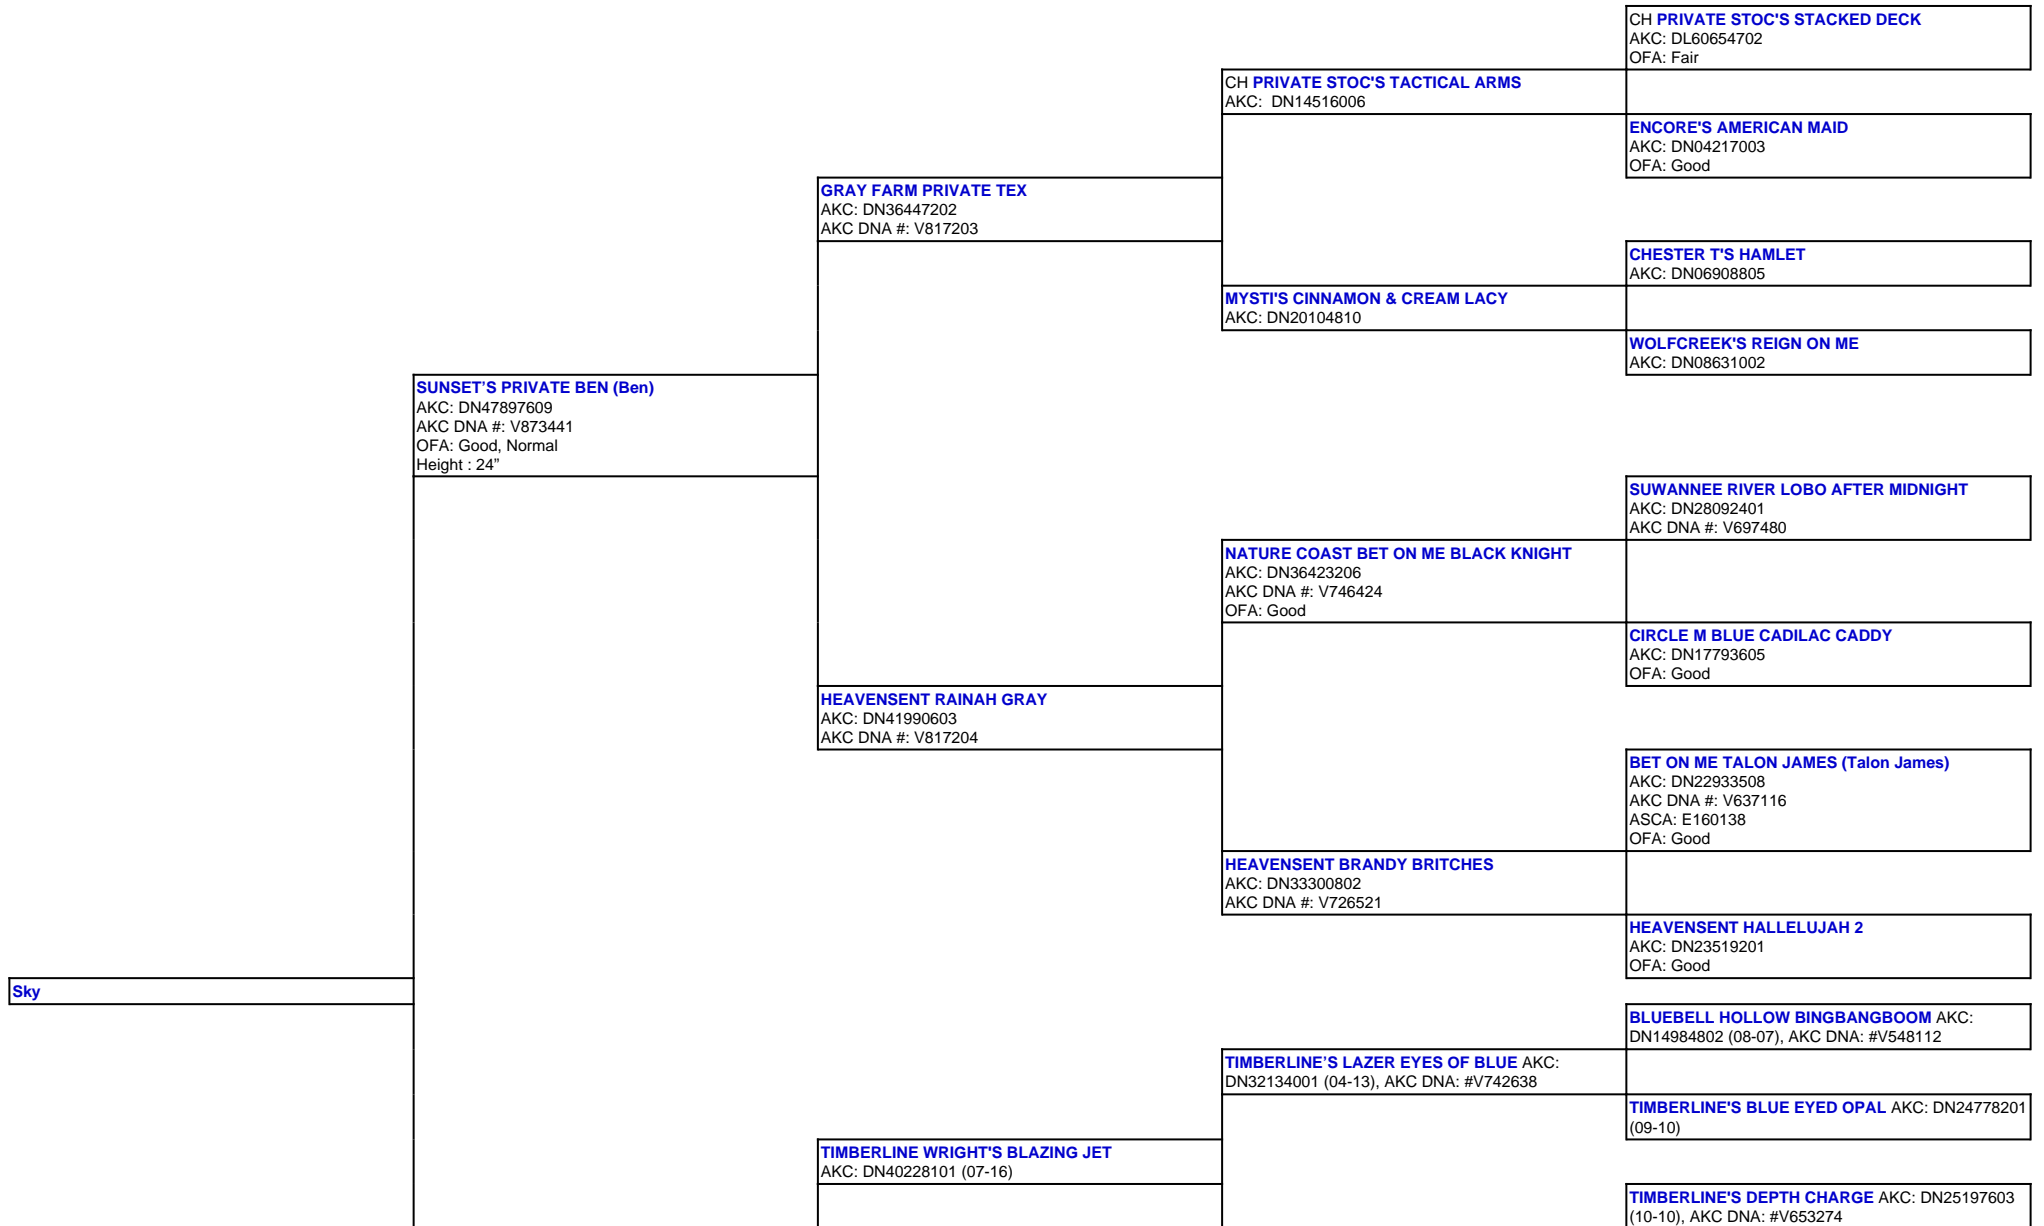 CH PRIVATE STOC'S STACKED DECK
AKC: DL60654702
OFA: Fair
CH PRIVATE STOC'S TACTICAL ARMS
AKC:  DN14516006
ENCORE'S AMERICAN MAID
AKC: DN04217003
OFA: Good
GRAY FARM PRIVATE TEX
AKC: DN36447202
AKC DNA #: V817203
CHESTER T'S HAMLET
AKC: DN06908805
MYSTI'S CINNAMON & CREAM LACY
AKC: DN20104810
WOLFCREEK'S REIGN ON ME
AKC: DN08631002
SUNSET’S PRIVATE BEN (Ben)
AKC: DN47897609
AKC DNA #: V873441
OFA: Good, Normal
Height : 24”
SUWANNEE RIVER LOBO AFTER MIDNIGHT
AKC: DN28092401
AKC DNA #: V697480
NATURE COAST BET ON ME BLACK KNIGHT
AKC: DN36423206
AKC DNA #: V746424
OFA: Good
CIRCLE M BLUE CADILAC CADDY
AKC: DN17793605
OFA: Good
HEAVENSENT RAINAH GRAY
AKC: DN41990603
AKC DNA #: V817204
BET ON ME TALON JAMES (Talon James)
AKC: DN22933508
AKC DNA #: V637116
ASCA: E160138
OFA: Good
HEAVENSENT BRANDY BRITCHES
AKC: DN33300802
AKC DNA #: V726521
HEAVENSENT HALLELUJAH 2
AKC: DN23519201
OFA: Good
Sky
BLUEBELL HOLLOW BINGBANGBOOM AKC:
DN14984802 (08-07), AKC DNA: #V548112
TIMBERLINE’S LAZER EYES OF BLUE AKC:
DN32134001 (04-13), AKC DNA: #V742638
TIMBERLINE'S BLUE EYED OPAL AKC: DN24778201
(09-10)
TIMBERLINE WRIGHT'S BLAZING JET
AKC: DN40228101 (07-16)
TIMBERLINE'S DEPTH CHARGE AKC: DN25197603
(10-10), AKC DNA: #V653274